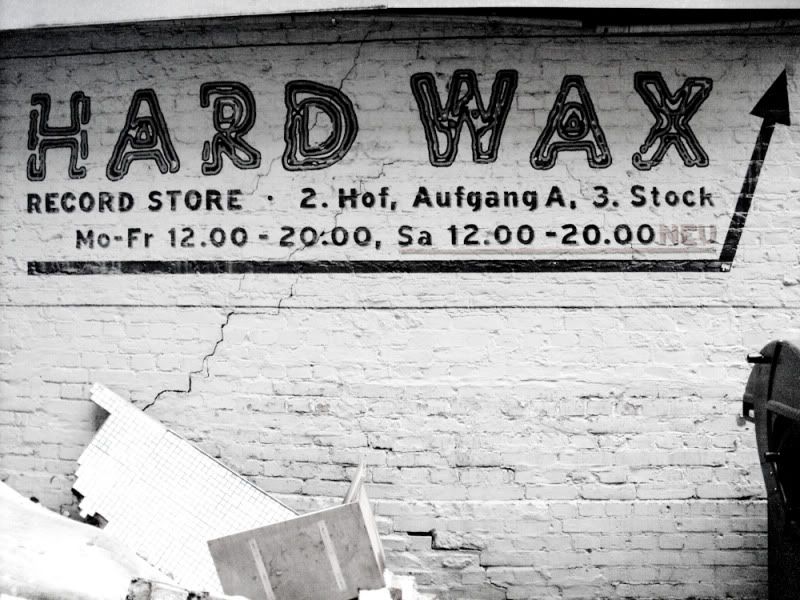 HARD WAX
RECORD STORE · 2. Hof, Aufgang A, 3. Stock
Mo-Fr 12.00 - 20:00, Sa 12.00 - 20.00 NEU